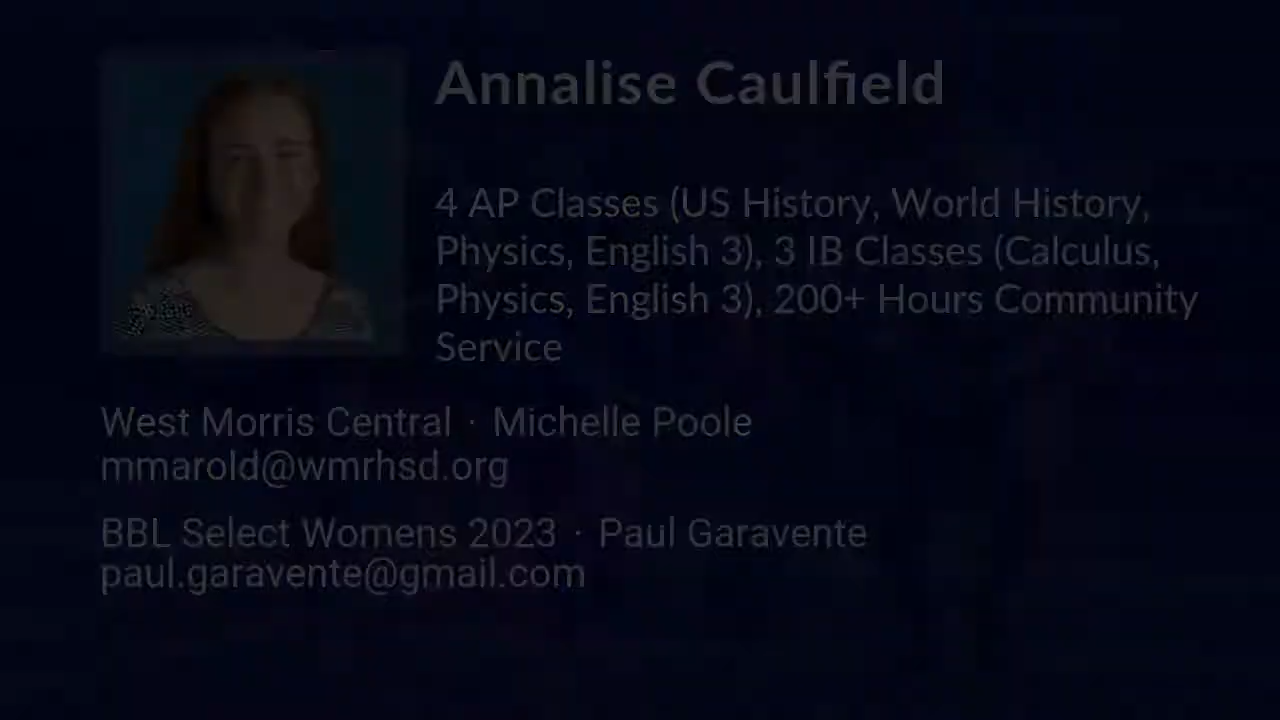 Annalise Caulfield
4 AP Classes (US History, World History,
Physics, English 3), 3 IB Classes (Calculus,
Physics, English 3), 200+ Hours Community
Service
West Morris Central · Michelle Poole
mmarold@wmrhsd.org
BBL Select Womens 2023 · Paul Garavente
paul.garavente@gmail.com